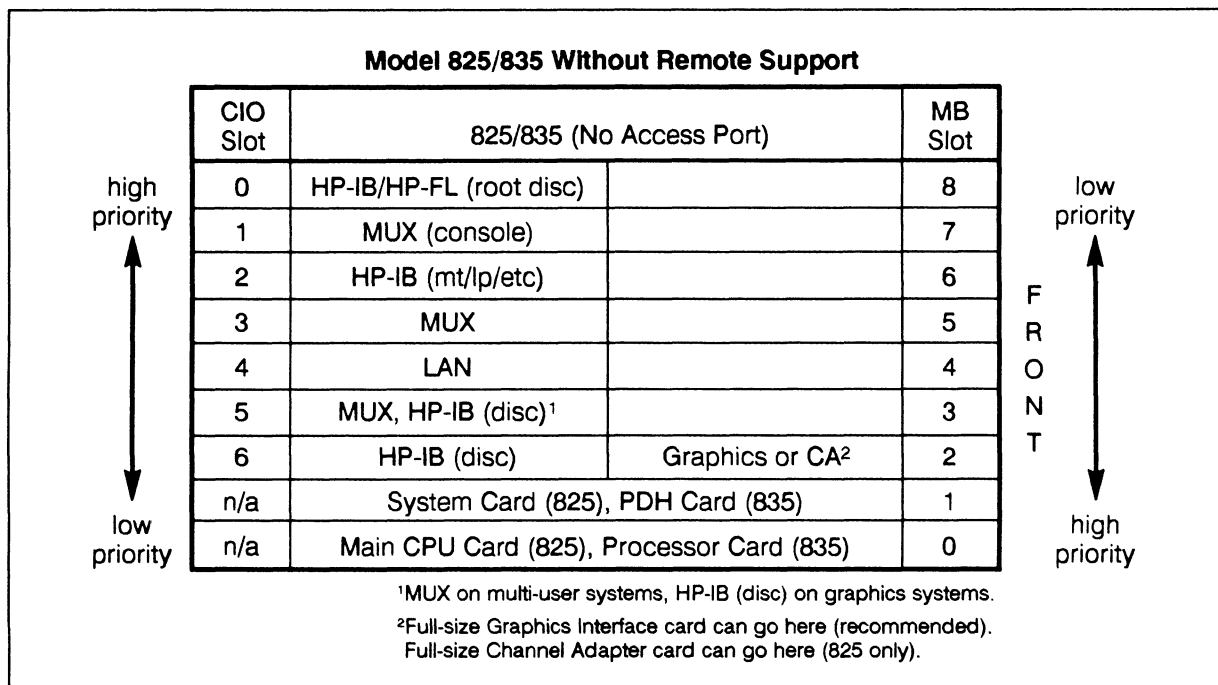 Model 825/835 Without Remote Support
CIO Slot 825/835 (No Access Port) MB Slot
high priority
low priority
0 HP-IB/HP-FL (root disc) 8
1 MUX (console) 7
2 HP-IB (mt/lp/etc) 6
3 MUX 5
4 LAN 4
5 MUX, HP-IB (disc)¹ 3
6 HP-IB (disc) Graphics or CA² 2
n/a System Card (825), PDH Card (835) 1
n/a Main CPU Card (825), Processor Card (835) 0
low priority
high priority
FRONT
¹MUX on multi-user systems, HP-IB (disc) on graphics systems.
²Full-size Graphics Interface card can go here (recommended).
Full-size Channel Adapter card can go here (825 only).